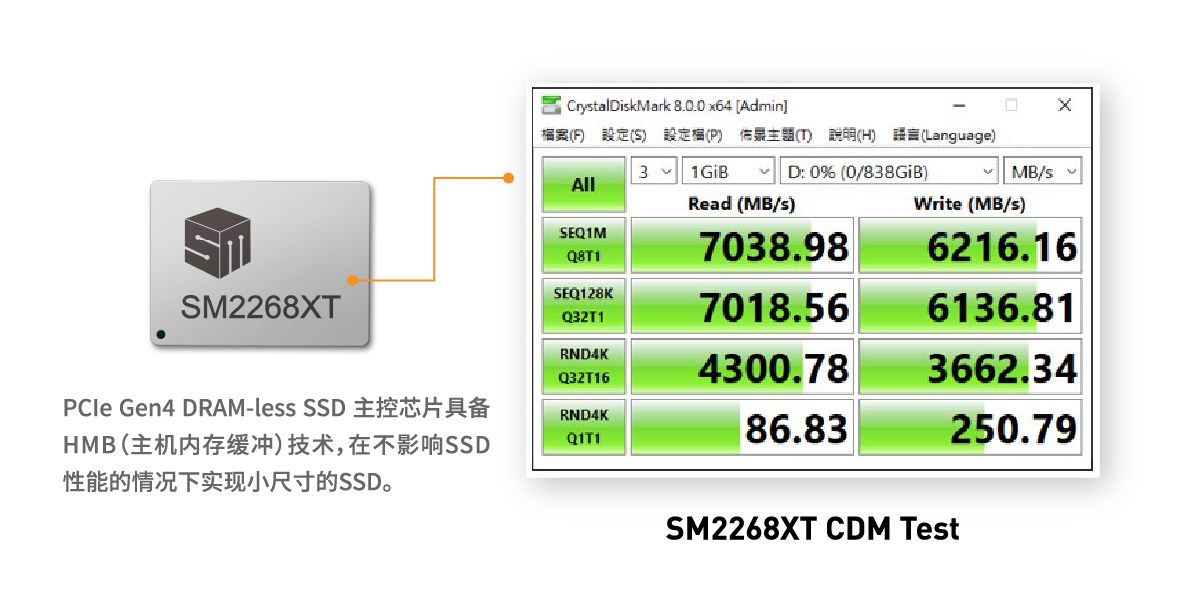 SM
SM2268XT
PCIe Gen4 DRAM-less SSD 主控芯片具备
HMB（主机内存缓冲）技术，在不影响SSD
性能的情况下实现小尺寸的SSD。
CrystalDiskMark 8.0.0 x64 [Admin]
檔案(F) 設定(S) 設定檔(P) 佈景主題(T) 說明(H) 語言(Language)
All 3 1GiB D: 0% (0/838GiB) MB/s
Read (MB/s) Write (MB/s)
SEQ1M
Q8T1 7038.98 6216.16
SEQ128K
Q32T1 7018.56 6136.81
RND4K
Q32T16 4300.78 3662.34
RND4K
Q1T1 86.83 250.79
SM2268XT CDM Test